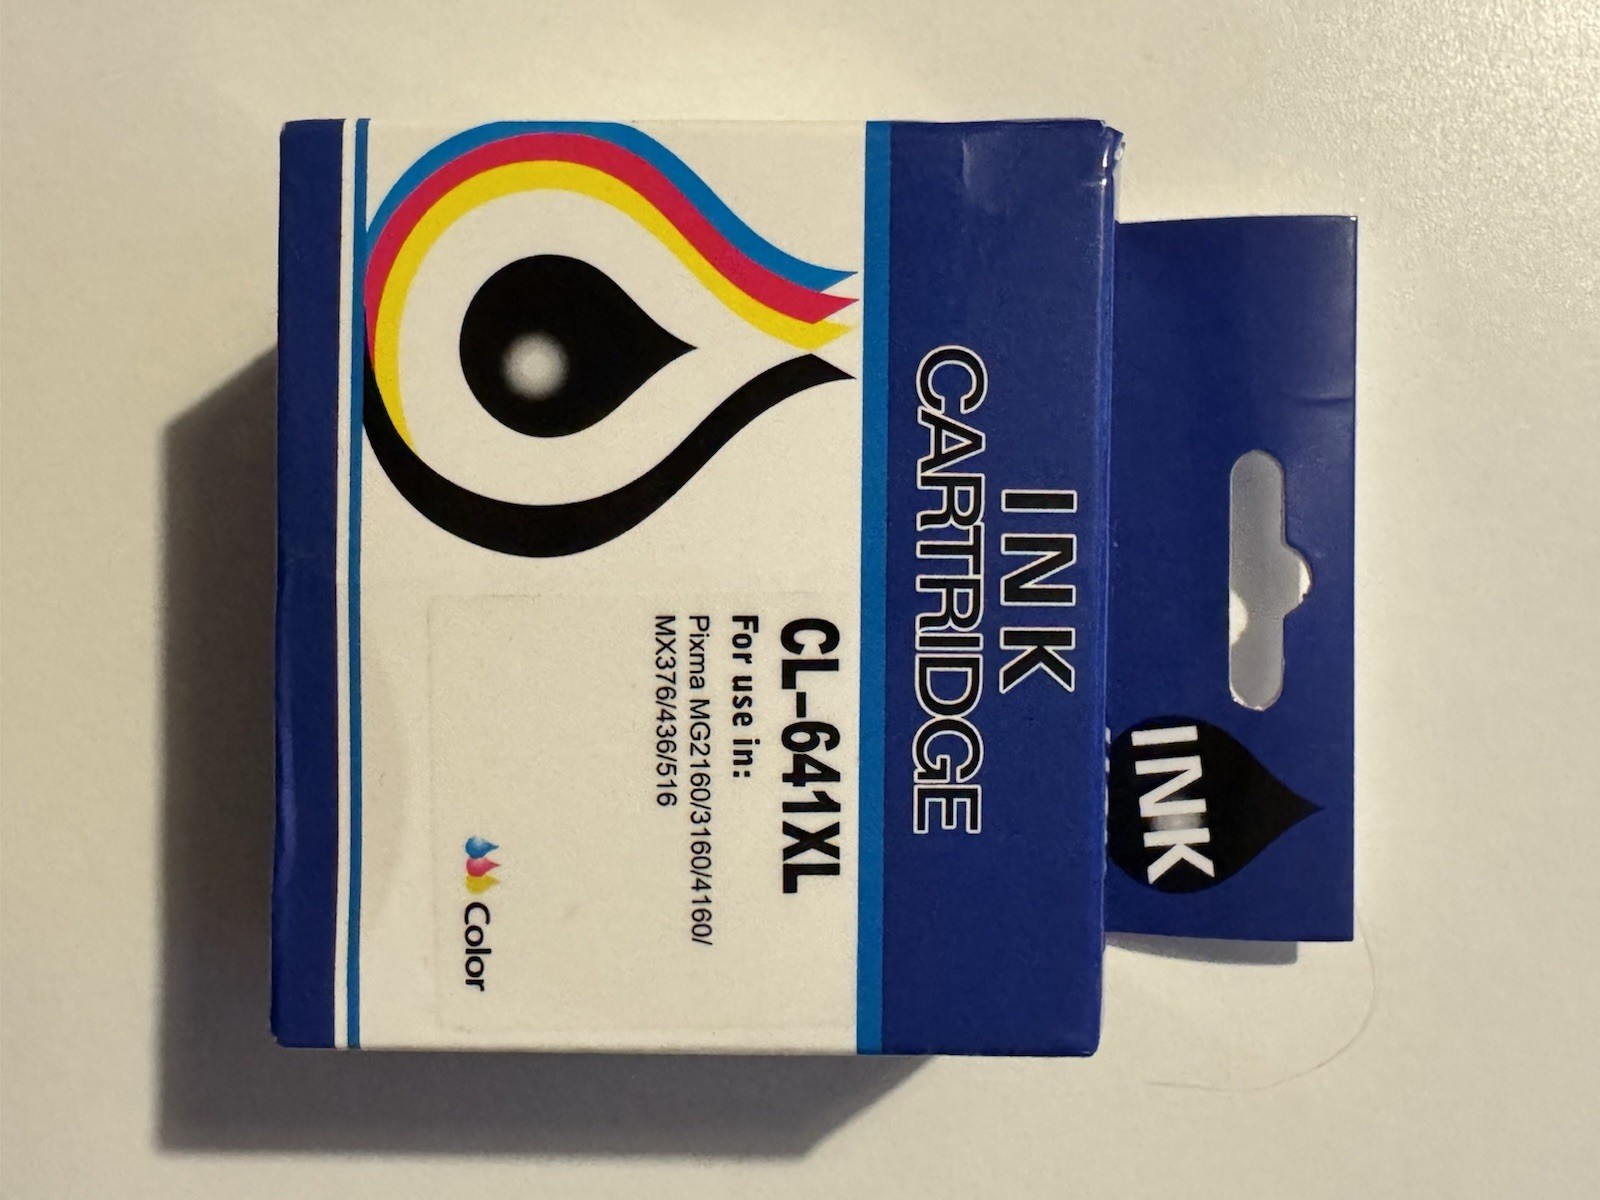 INK
INK
CARTRIDGE
CL-641XL
For use in:
Pixma MG2160/3160/4160/
MX376/436/516
Color